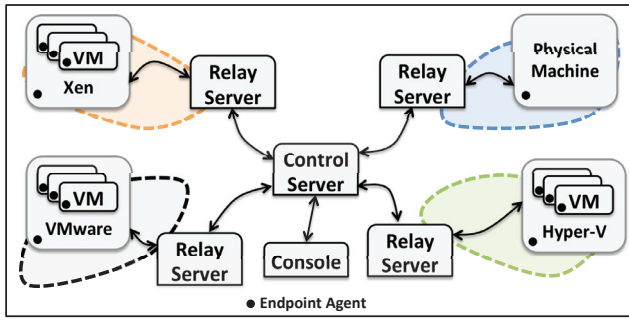 VM
Xen
Relay
Server
Relay
Server
Physical
Machine
Control
Server
VM
VMware
Relay
Server
Console
Relay
Server
VM
Hyper-V
Endpoint Agent